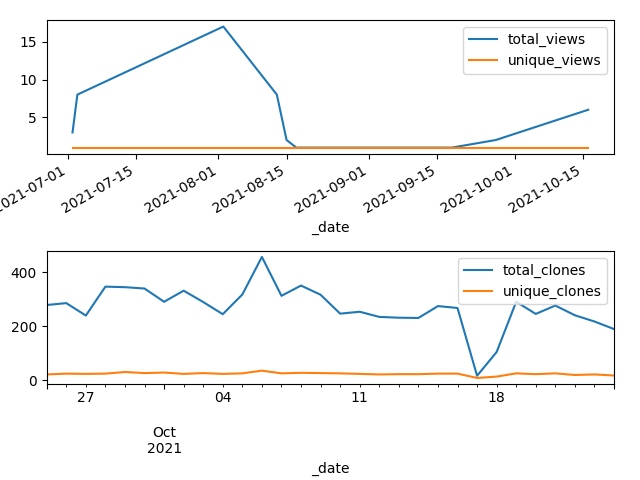 15
10
5
total_views
unique_views
2021-07-01
2021-07-15
2021-08-01
2021-08-15
2021-09-01
2021-09-15
2021-10-01
2021-10-15
_date
400
200
0
total_clones
unique_clones
27
04
11
18
Oct
2021
_date